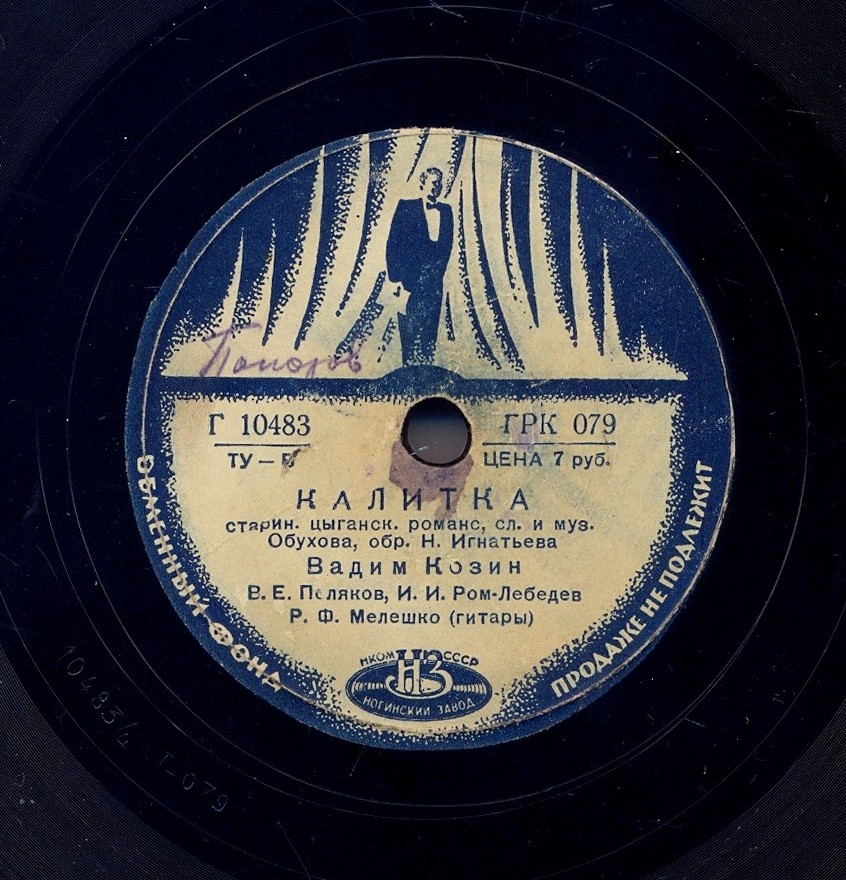 Г 10483
ГРК 079
ТУ – Б
ЦЕНА 7 руб.
КАЛИТКА
старин. цыганск. романс, сл. и муз.
Обухова, обр. Н. Игнатьева
Вадим Козин
В. Е. Поляков, И. И. Ром-Лебедев
Р. Ф. Мелешко (гитары)
ОБМЕННЫЙ ФОНД
ПРОДАЖЕ НЕ ПОДЛЕЖИТ
НКОМ СССР
НЗ
НОГИНСКИЙ ЗАВОД
10483/4 Г-079